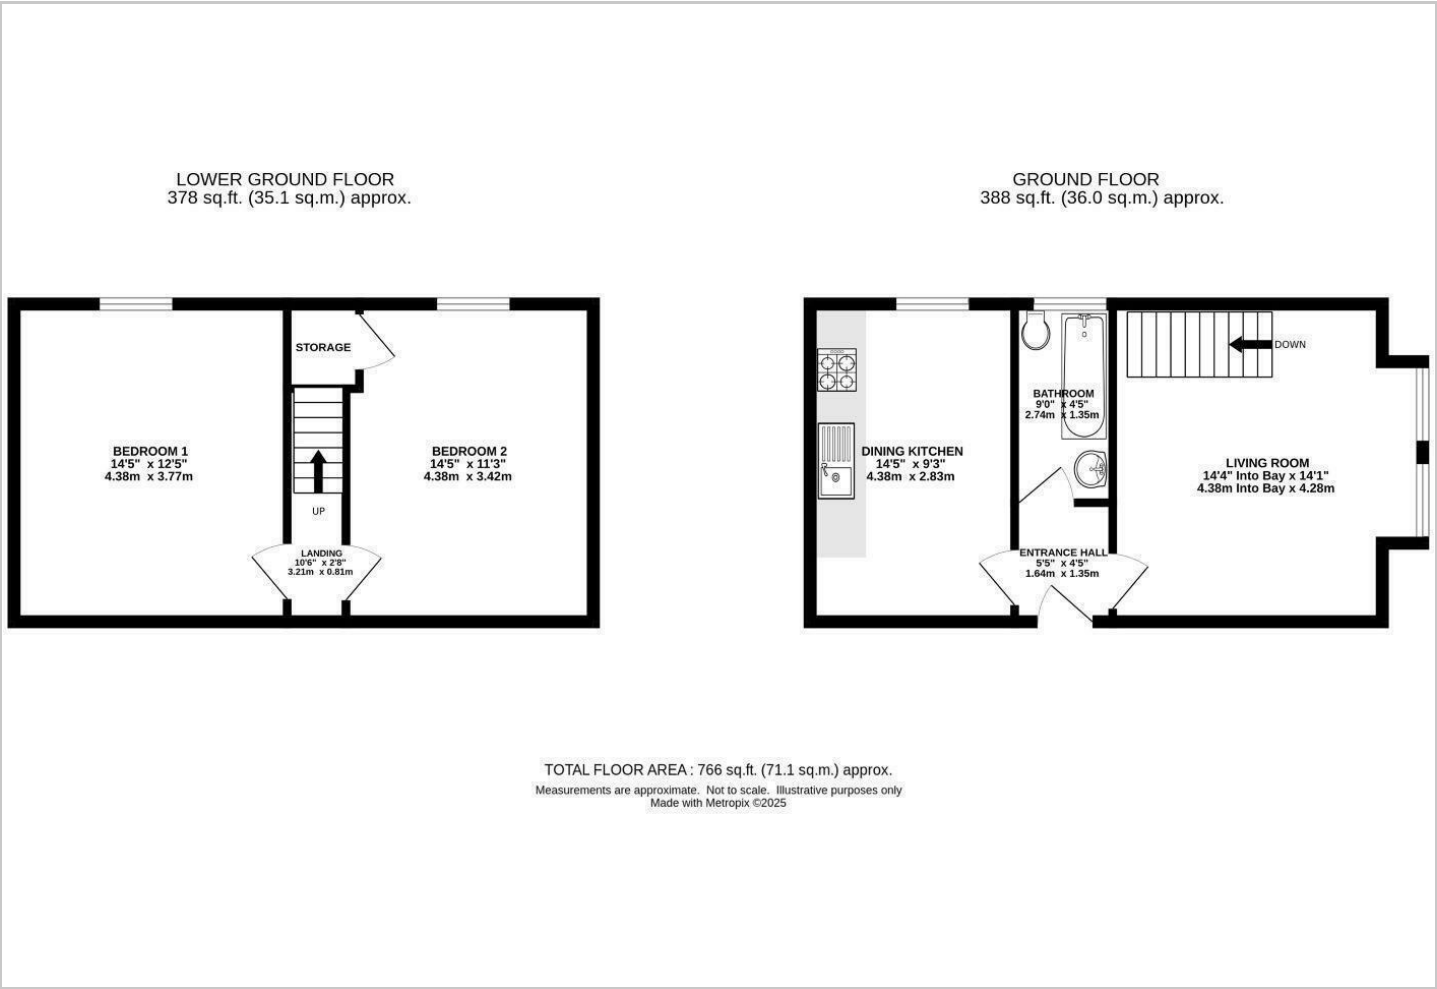 LOWER GROUND FLOOR
378 sq.ft. (35.1 sq.m.) approx.
GROUND FLOOR
388 sq.ft. (36.0 sq.m.) approx.
STORAGE
BEDROOM 1
14'5"  x 12'5"
4.38m  x 3.77m
BEDROOM 2
14'5"  x 11'3"
4.38m  x 3.42m
UP
LANDING
10'6"  x 2'8"
3.21m  x 0.81m
DOWN
BATHROOM
9'0"  x 4'5"
2.74m  x 1.35m
DINING KITCHEN
14'5"  x 9'3"
4.38m  x 2.83m
LIVING ROOM
14'4" Into Bay x 14'1"
4.38m Into Bay x 4.28m
ENTRANCE HALL
5'5"  x 4'5"
1.64m  x 1.35m
TOTAL FLOOR AREA : 766 sq.ft. (71.1 sq.m.) approx.
Measurements are approximate.  Not to scale.  Illustrative purposes only
Made with Metropix ©2025